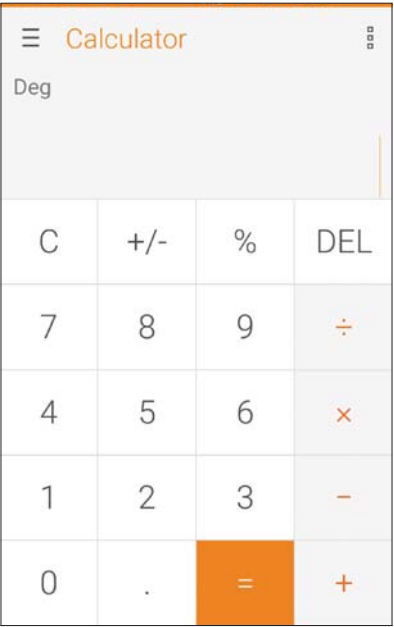 Calculator
Deg
C +/- % DEL
7 8 9 ÷
4 5 6 ×
1 2 3 −
0 . = +